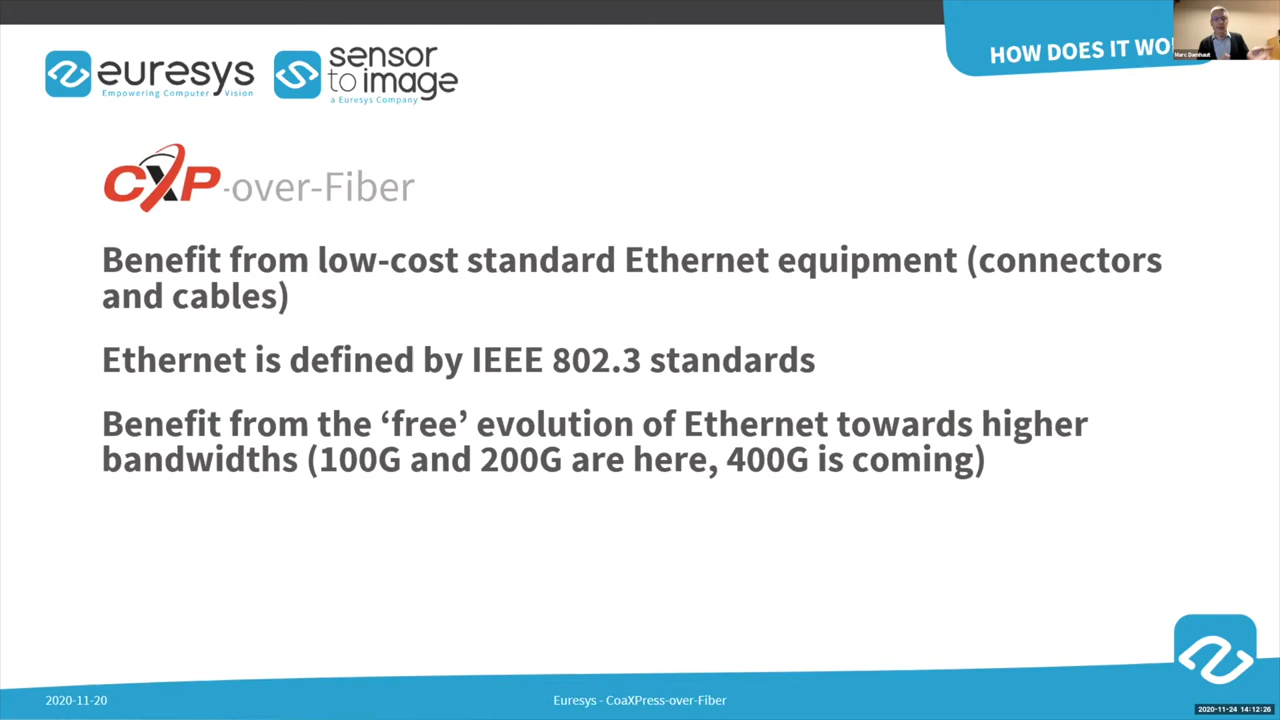 HOW DOES IT WO
Marc Damhaut
euresys
Empowering Computer Vision
sensor
to image
a Euresys Company
CXP-over-Fiber
Benefit from low-cost standard Ethernet equipment (connectors
and cables)
Ethernet is defined by IEEE 802.3 standards
Benefit from the ‘free’ evolution of Ethernet towards higher
bandwidths (100G and 200G are here, 400G is coming)
2020-11-20
Euresys - CoaXPress-over-Fiber
2020-11-24 14:12:26